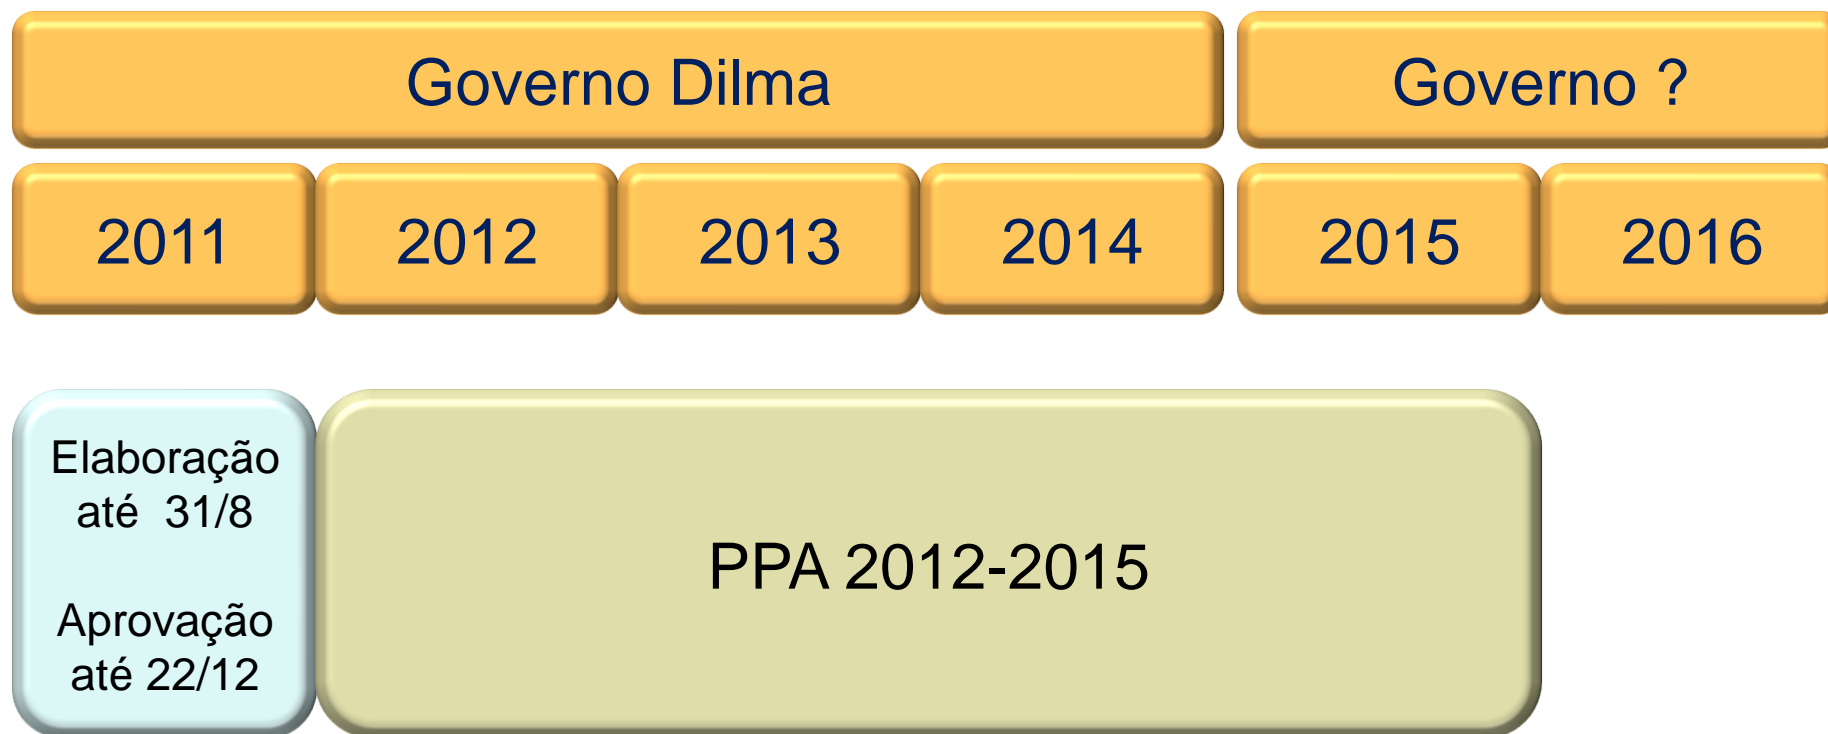 Governo Dilma
Governo ?
2011
2012
2013
2014
2015
2016
Elaboração
até 31/8
Aprovação
até 22/12
PPA 2012-2015